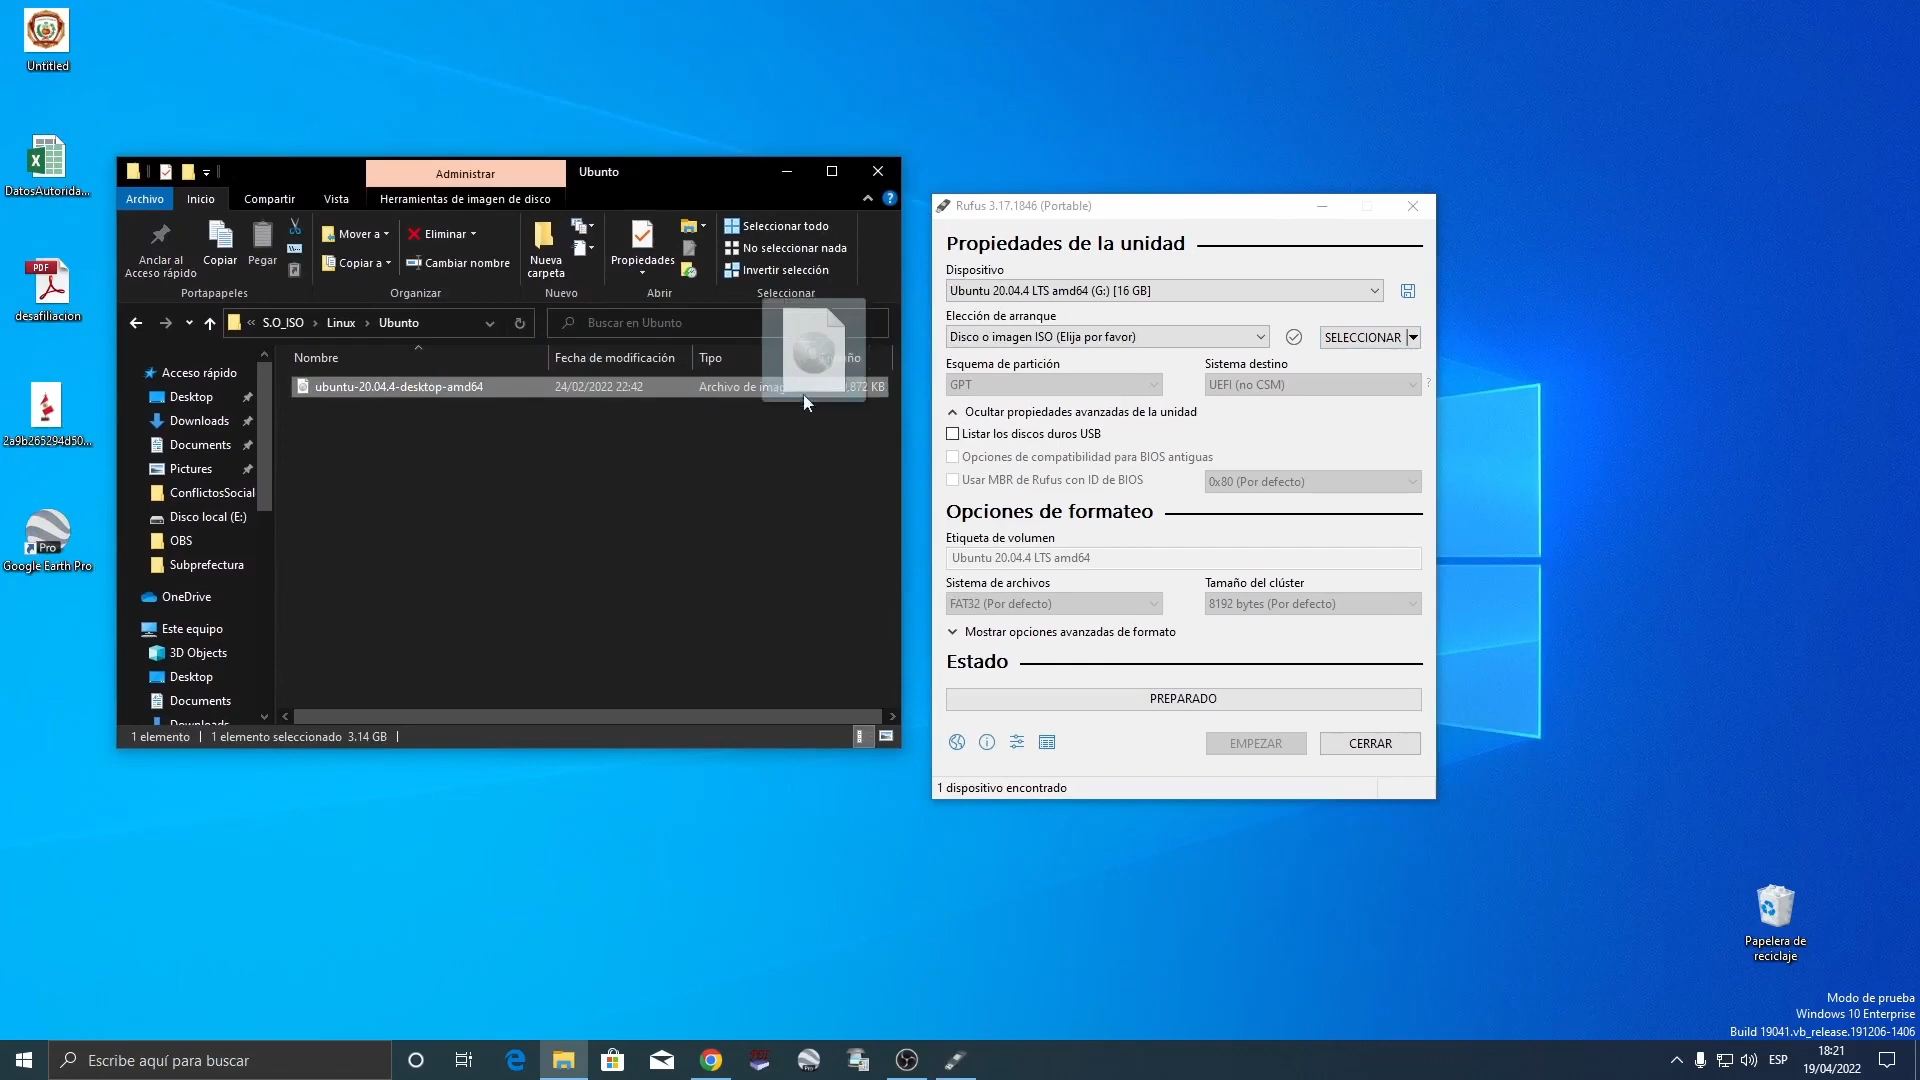 Untitled
DatosAutorida...
PDF
desafiliacion
2a9b265294d50...
Pro
Google Earth Pro
Administrar
Ubunto
Archivo
Inicio
Compartir
Vista
Herramientas de imagen de disco
Anclar al
Acceso rápido
Copiar
Pegar
Mover a
Copiar a
Eliminar
Cambiar nombre
Nueva
carpeta
Propiedades
Seleccionar todo
No seleccionar nada
Invertir selección
Portapapeles
Organizar
Nuevo
Abrir
Seleccionar
« S.O_ISO > Linux > Ubunto
Buscar en Ubunto
Nombre
Fecha de modificación
Tipo
ubuntu-20.04.4-desktop-amd64
24/02/2022 22:42
Archivo de imag
872 KB
Acceso rápido
Desktop
Downloads
Documents
Pictures
ConflictosSocial
Disco local (E:)
OBS
Subprefectura
OneDrive
Este equipo
3D Objects
Desktop
Documents
Downloads
1 elemento
1 elemento seleccionado 3.14 GB
Rufus 3.17.1846 (Portable)
Propiedades de la unidad
Dispositivo
Ubuntu 20.04.4 LTS amd64 (G:) [16 GB]
Elección de arranque
Disco o imagen ISO (Elija por favor)
SELECCIONAR
Esquema de partición
Sistema destino
GPT
UEFI (no CSM)
?
Ocultar propiedades avanzadas de la unidad
Listar los discos duros USB
Opciones de compatibilidad para BIOS antiguas
Usar MBR de Rufus con ID de BIOS
0x80 (Por defecto)
Opciones de formateo
Etiqueta de volumen
Ubuntu 20.04.4 LTS amd64
Sistema de archivos
Tamaño del clúster
FAT32 (Por defecto)
8192 bytes (Por defecto)
Mostrar opciones avanzadas de formato
Estado
PREPARADO
EMPEZAR
CERRAR
1 dispositivo encontrado
Papelera de
reciclaje
Modo de prueba
Windows 10 Enterprise
Build 19041.vb_release.191206-1406
Escribe aquí para buscar
ESP
18:21
19/04/2022